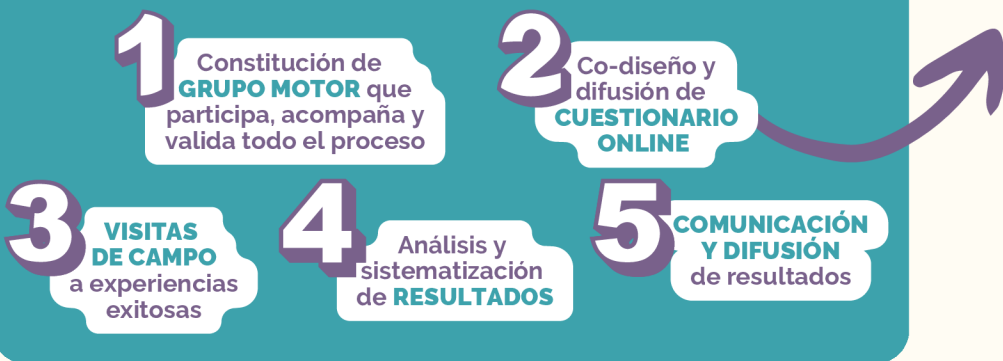 1
Constitución de
GRUPO MOTOR que
participa, acompaña y
valida todo el proceso
2
Co-diseño y
difusión de
CUESTIONARIO
ONLINE
3
VISITAS
DE CAMPO
a experiencias
exitosas
4
Análisis y
sistematización
de RESULTADOS
5
COMUNICACIÓN
Y DIFUSIÓN
de resultados